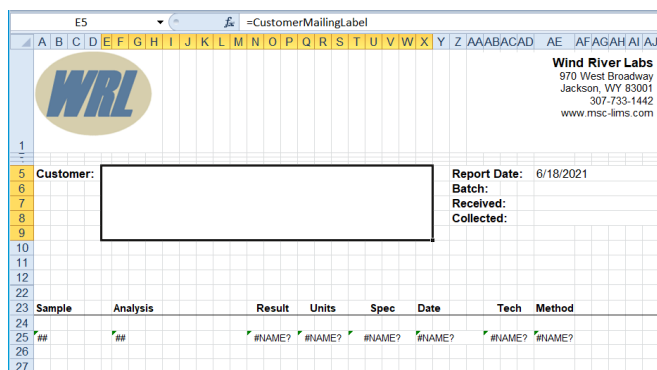 E5 fx =CustomerMailingLabel
A B C D E F G H I J K L M N O P Q R S T U V W X Y Z AA AB AC AD AE AF AG AH AI AJ
WRL
Wind River Labs
970 West Broadway
Jackson, WY 83001
307-733-1442
www.msc-lims.com
1
5 Customer: Report Date: 6/18/2021
6 Batch:
7 Received:
8 Collected:
9
10
11
12
22
23 Sample Analysis Result Units Spec Date Tech Method
24
25 ## ## #NAME? #NAME? #NAME? #NAME? #NAME? #NAME?
26
27